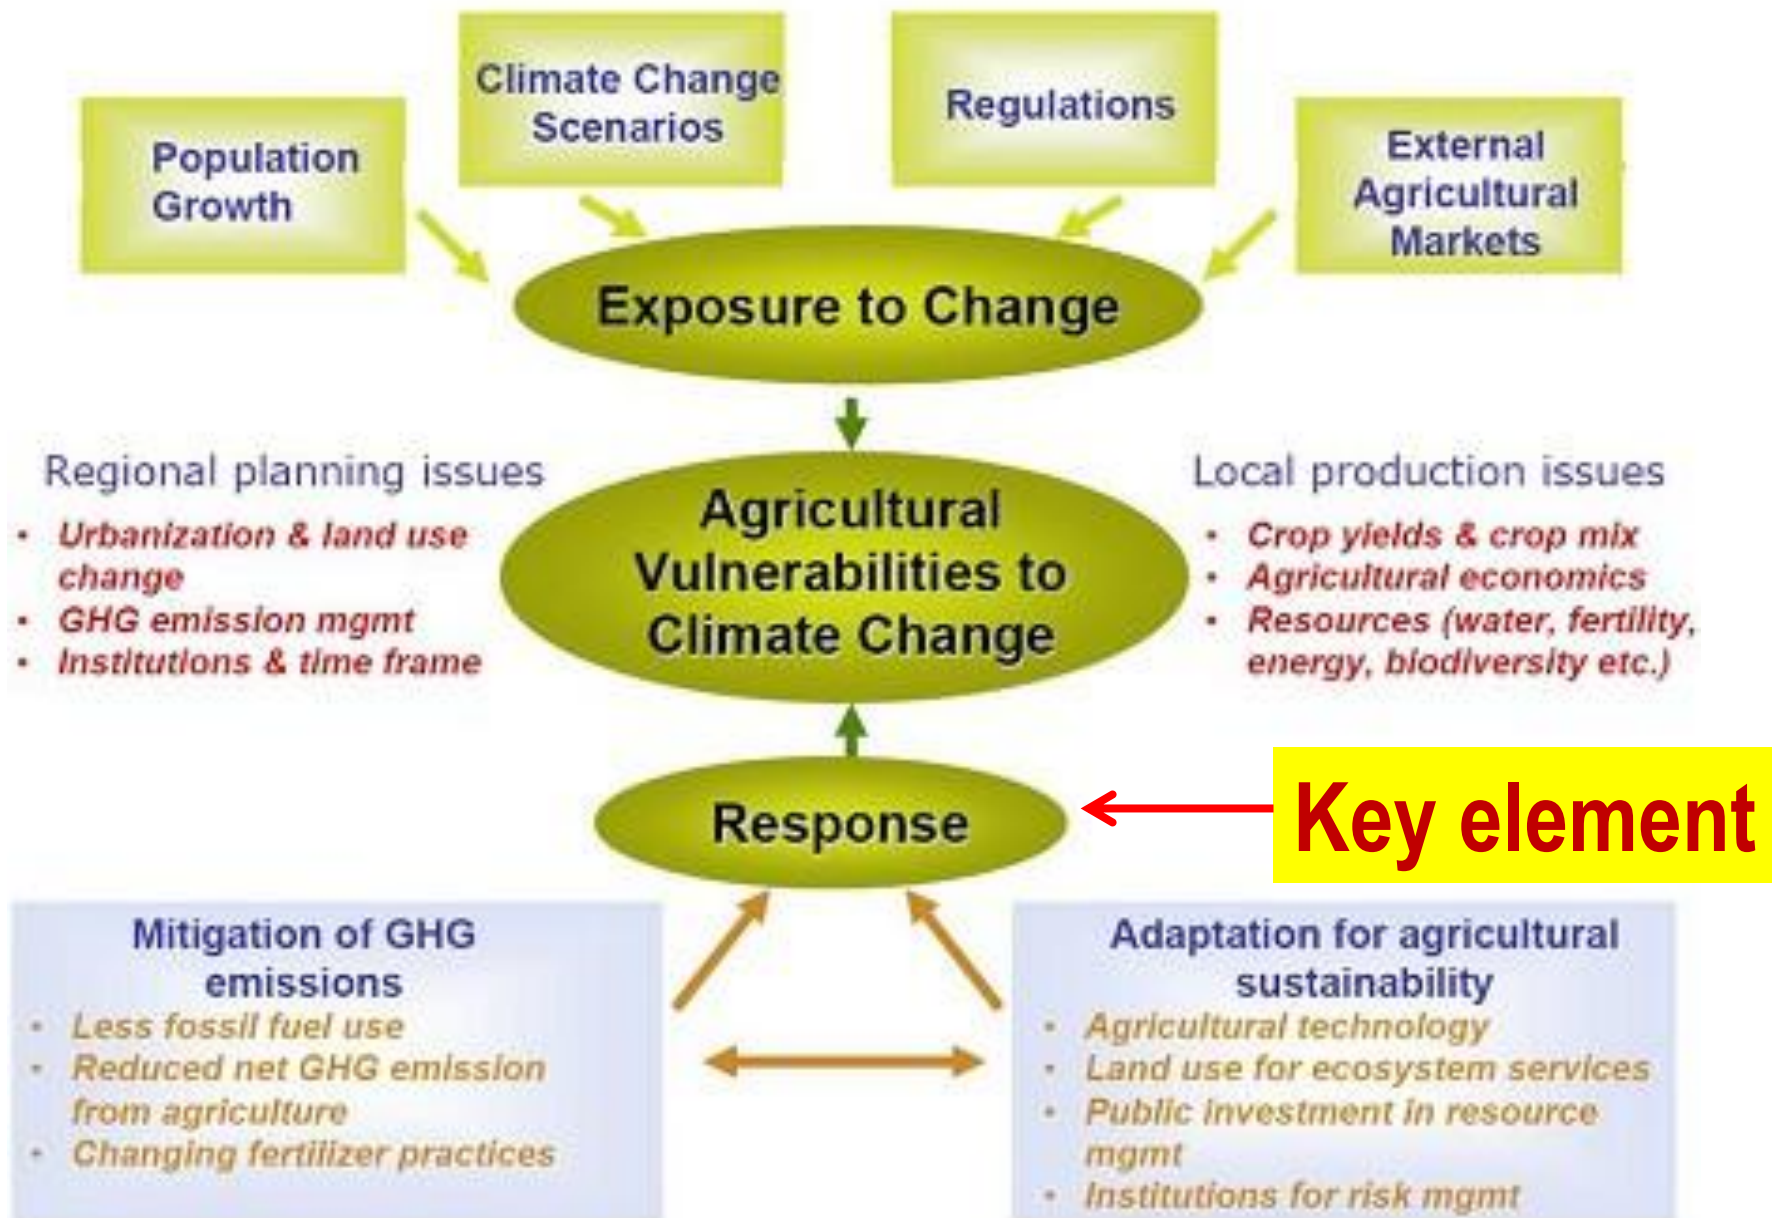 Climate Change
Scenarios
Regulations
Population
Growth
External
Agricultural
Markets
Exposure to Change
Regional planning issues
• Urbanization & land use
change
• GHG emission mgmt
• Institutions & time frame
Agricultural
Vulnerabilities to
Climate Change
Local production issues
• Crop yields & crop mix
• Agricultural economics
• Resources (water, fertility,
energy, biodiversity etc.)
Response
Key element
Mitigation of GHG
emissions
• Less fossil fuel use
• Reduced net GHG emission
from agriculture
• Changing fertilizer practices
Adaptation for agricultural
sustainability
• Agricultural technology
• Land use for ecosystem services
• Public investment in resource
mgmt
• Institutions for risk mgmt